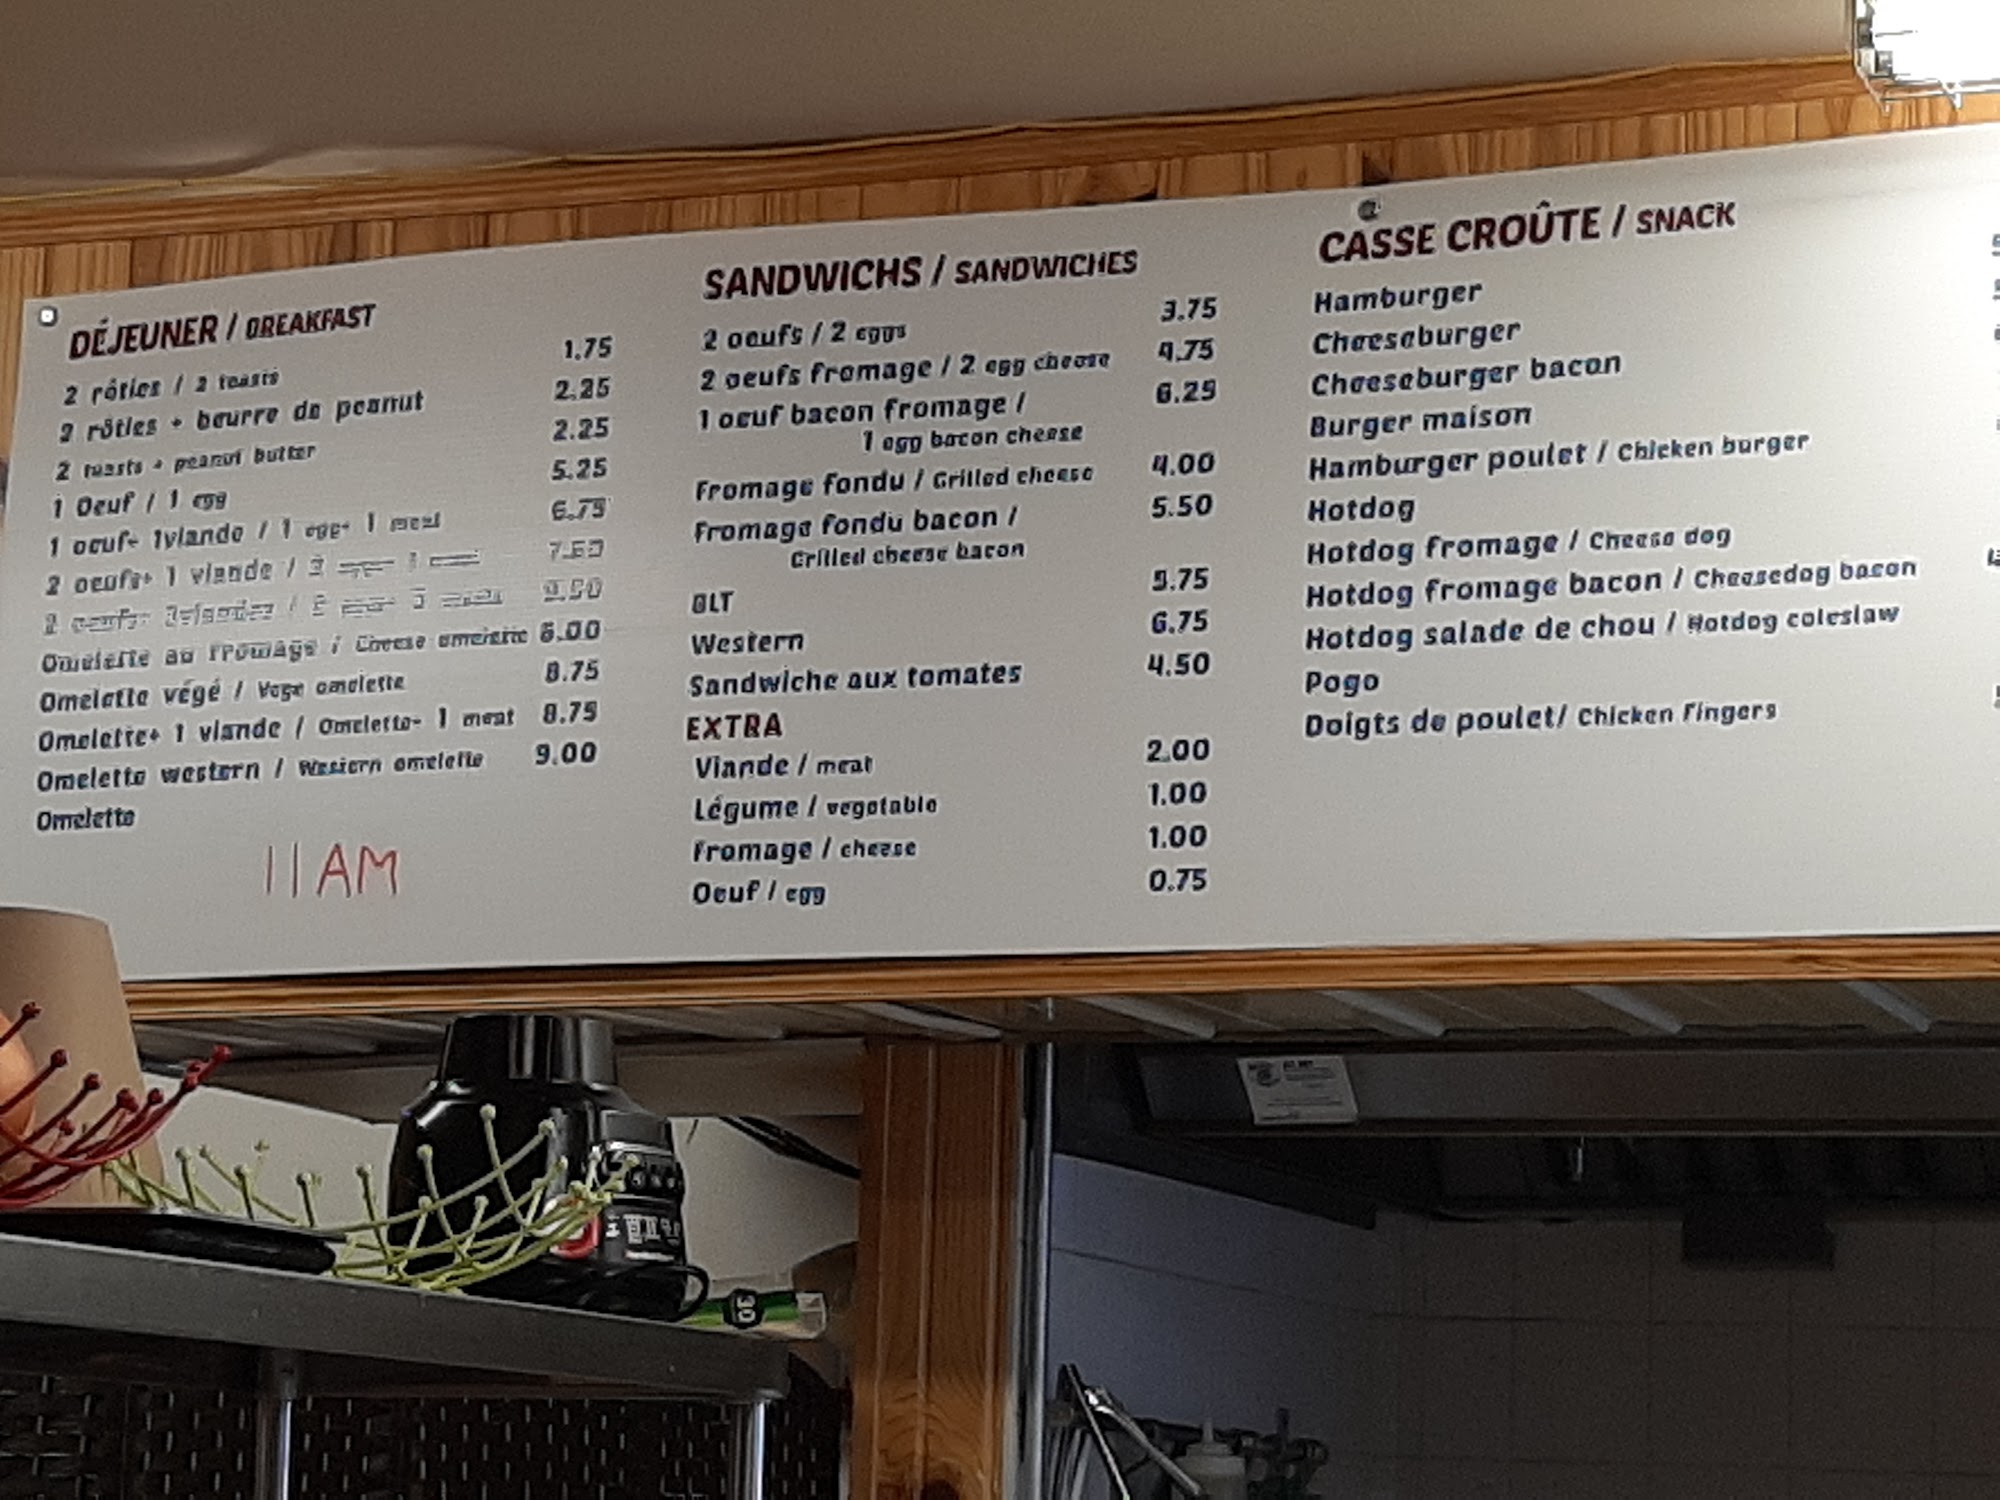 DÉJEUNER / BREAKFAST
2 rôties / 2 toasts 1.75
2 rôties + beurre de peanut 2.25
2 toasts + peanut butter 2.25
1 Oeuf / 1 egg 5.25
1 oeuf+ 1viande / 1 egg+ 1 meat 6.75
2 oeufs+ 1 viande / 2
Omelette au fromage / Cheese omelette
Omelette végé / Vege omelette 8.75
Omelette+ 1 viande / Omelette+ 1 meat 8.75
Omelette western / Western omelette 9.00
Omelette
11 AM
SANDWICHS / SANDWICHES
2 oeufs / 2 eggs 3.75
2 oeufs fromage / 2 egg cheese 4.75
1 oeuf bacon fromage / 6.25
1 egg bacon cheese
Fromage fondu / Grilled cheese 4.00
Fromage fondu bacon / 5.50
Grilled cheese bacon
BLT 5.75
Western 6.75
Sandwiche aux tomates 4.50
EXTRA
Viande / meat 2.00
Légume / vegetable 1.00
Fromage / cheese 1.00
Oeuf / egg 0.75
CASSE CROÛTE / SNACK
Hamburger
Cheeseburger
Cheeseburger bacon
Burger maison
Hamburger poulet / Chicken burger
Hotdog
Hotdog fromage / Cheese dog
Hotdog fromage bacon / Cheesedog bacon
Hotdog salade de chou / Hotdog coleslaw
Pogo
Doigts de poulet/ Chicken Fingers
30